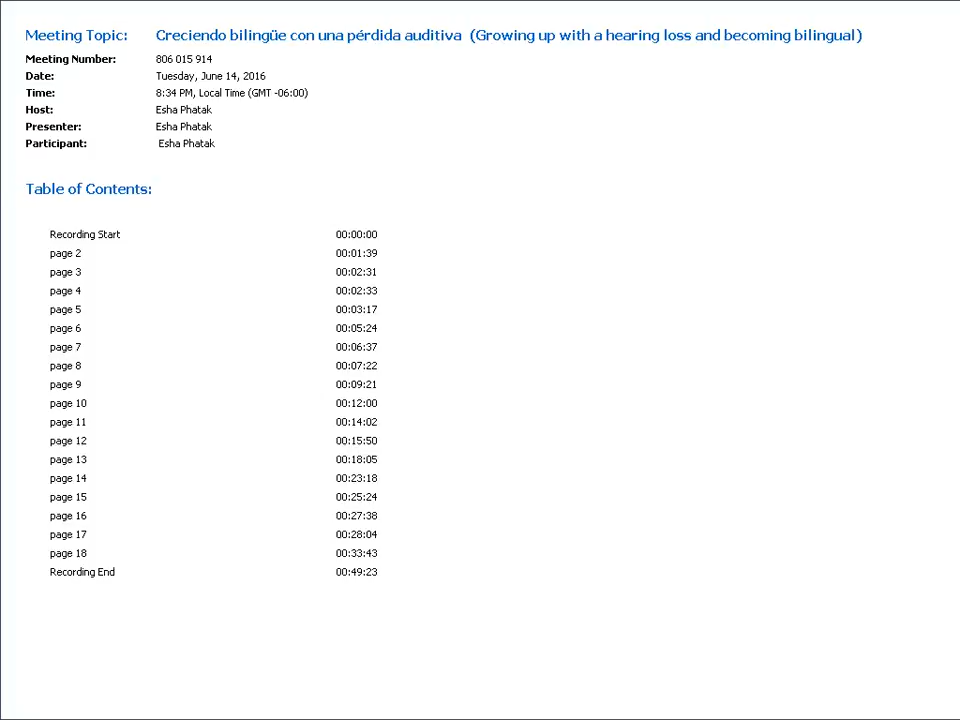 Meeting Topic: Creciendo bilingüe con una pérdida auditiva (Growing up with a hearing loss and becoming bilingual)
Meeting Number: 806 015 914
Date: Tuesday, June 14, 2016
Time: 8:34 PM, Local Time (GMT -06:00)
Host: Esha Phatak
Presenter: Esha Phatak
Participant: Esha Phatak
Table of Contents:
Recording Start 00:00:00
page 2 00:01:39
page 3 00:02:31
page 4 00:02:33
page 5 00:03:17
page 6 00:05:24
page 7 00:06:37
page 8 00:07:22
page 9 00:09:21
page 10 00:12:00
page 11 00:14:02
page 12 00:15:50
page 13 00:18:05
page 14 00:23:18
page 15 00:25:24
page 16 00:27:38
page 17 00:28:04
page 18 00:33:43
Recording End 00:49:23